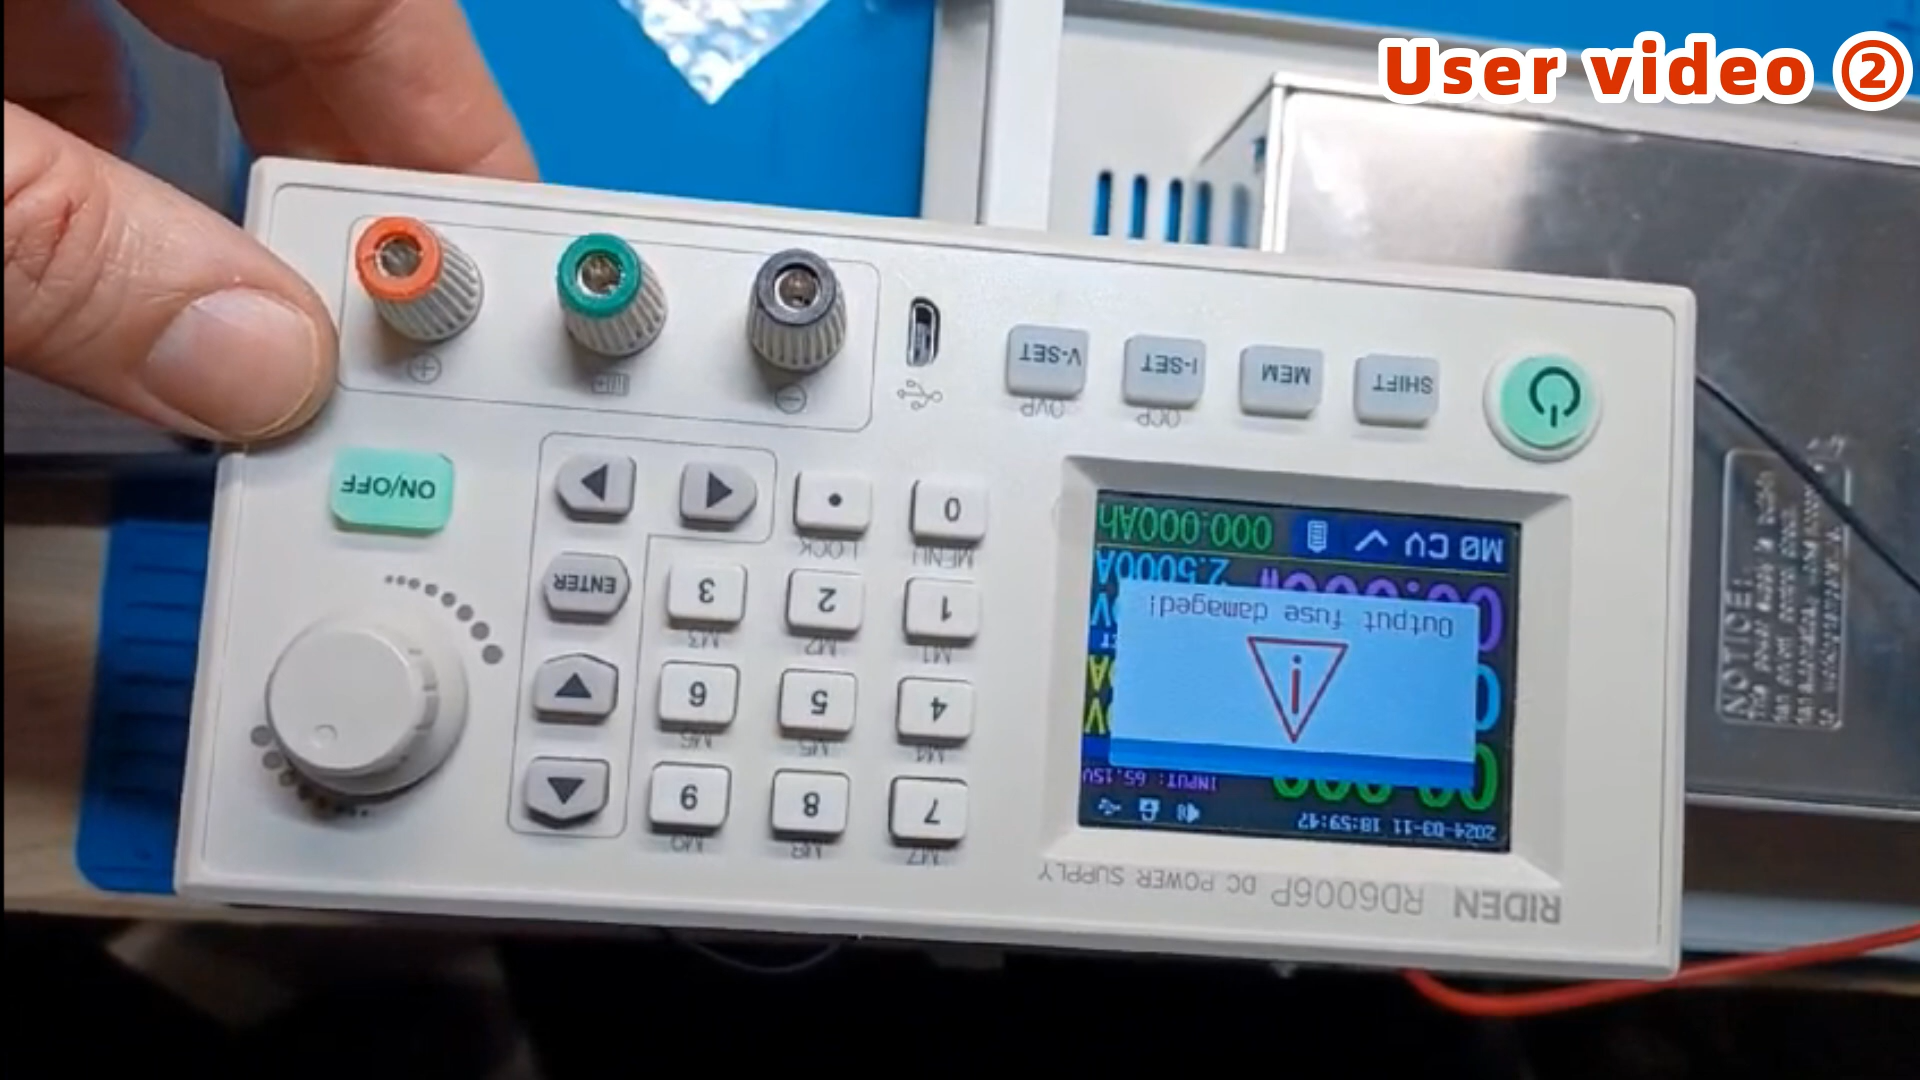 User video ②
RIDEN RD6006P DC POWER SUPPLY
2024-03-11 18:59:47
INPUT: 65.15V
Output fuse damaged!
2.5000A
M0 CV
000.000Ah
SHIFT
MEM
I-SET
OCP
V-SET
OVP
7
8
9
M7
M8
M9
4
5
6
M4
M5
M6
1
2
3
ENTER
M1
M2
M3
0
MENU
LOCK
ON/OFF
NOTICE: